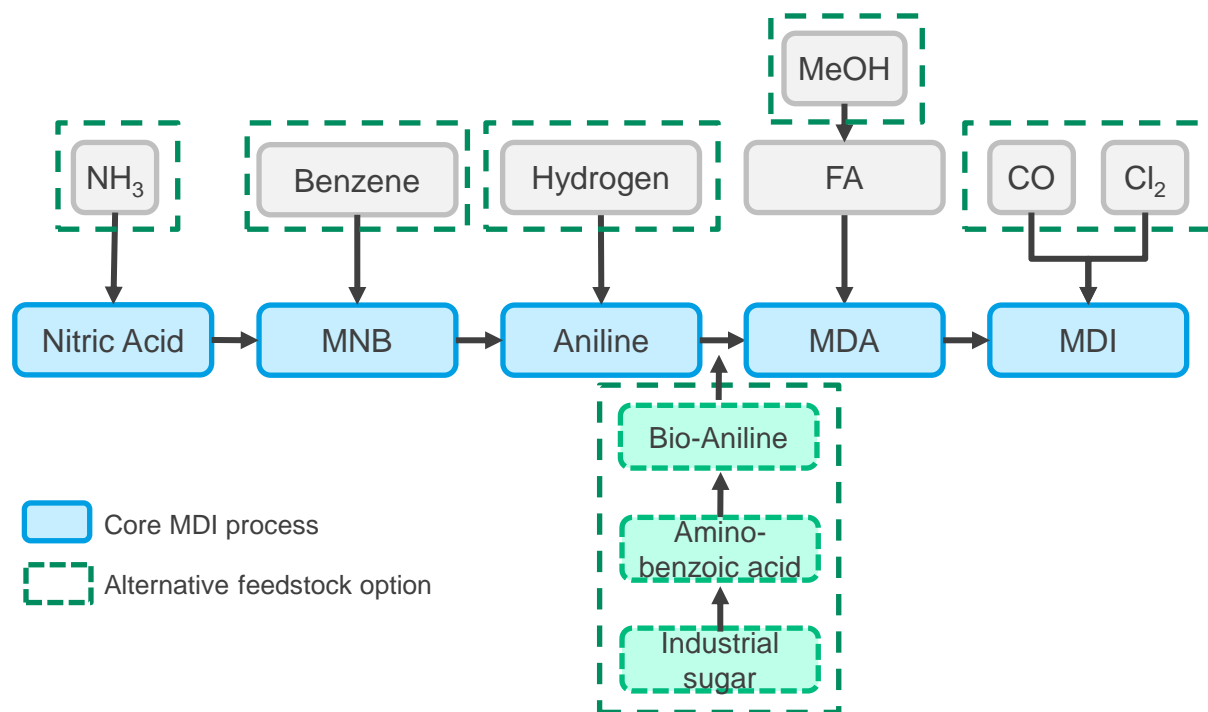 MeOH
NH₃
Benzene
Hydrogen
FA
CO
Cl₂
Nitric Acid
MNB
Aniline
MDA
MDI
Bio-Aniline
Amino-
benzoic acid
Industrial
sugar
Core MDI process
Alternative feedstock option